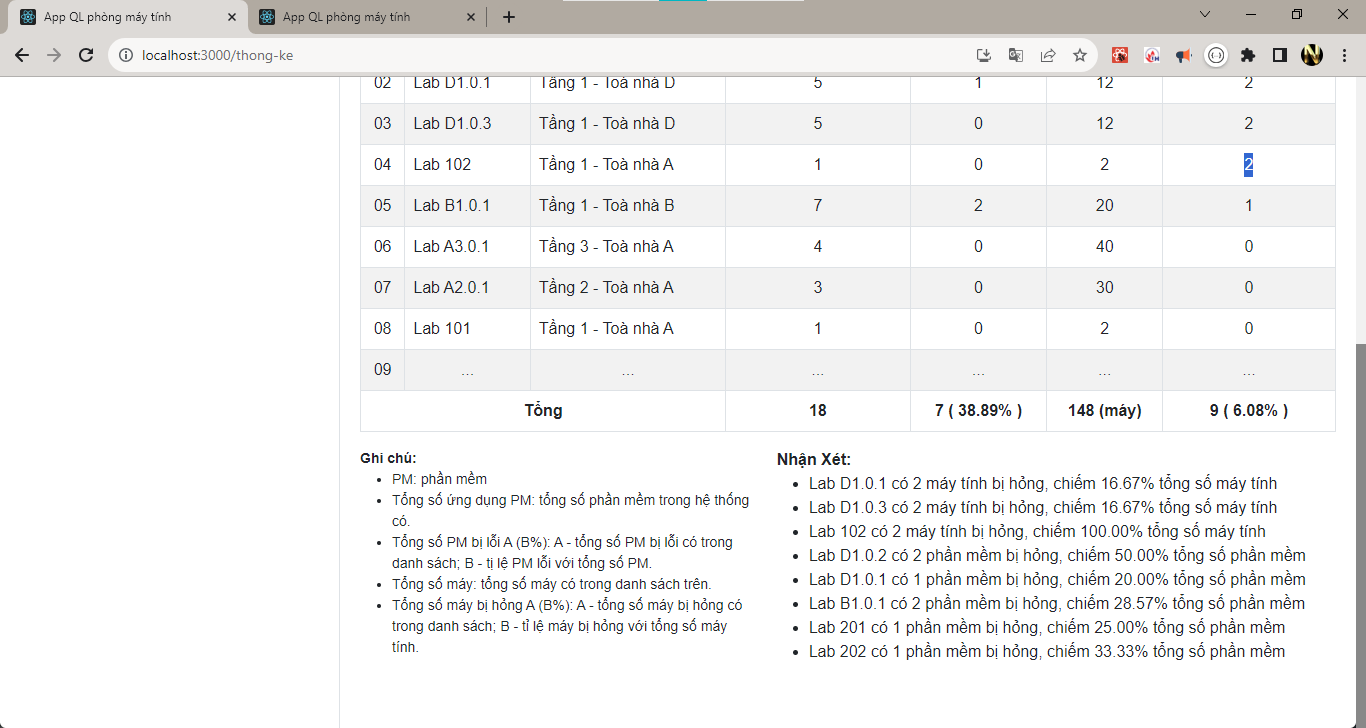 App QL phòng máy tính
App QL phòng máy tính
localhost:3000/thong-ke
02 Lab D1.0.1 Tầng 1 - Toà nhà D 5 1 12 2
03 Lab D1.0.3 Tầng 1 - Toà nhà D 5 0 12 2
04 Lab 102 Tầng 1 - Toà nhà A 1 0 2 2
05 Lab B1.0.1 Tầng 1 - Toà nhà B 7 2 20 1
06 Lab A3.0.1 Tầng 3 - Toà nhà A 4 0 40 0
07 Lab A2.0.1 Tầng 2 - Toà nhà A 3 0 30 0
08 Lab 101 Tầng 1 - Toà nhà A 1 0 2 0
09 ... ... ... ... ... ...
Tổng 18 7 ( 38.89% ) 148 (máy) 9 ( 6.08% )
Ghi chú:
PM: phần mềm
Tổng số ứng dụng PM: tổng số phần mềm trong hệ thống
có.
Tổng số PM bị lỗi A (B%): A - tổng số PM bị lỗi có trong
danh sách; B - tị lệ PM lỗi với tổng số PM.
Tổng số máy: tổng số máy có trong danh sách trên.
Tổng số máy bị hỏng A (B%): A - tổng số máy bị hỏng có
trong danh sách; B - tỉ lệ máy bị hỏng với tổng số máy
tính.
Nhận Xét:
Lab D1.0.1 có 2 máy tính bị hỏng, chiếm 16.67% tổng số máy tính
Lab D1.0.3 có 2 máy tính bị hỏng, chiếm 16.67% tổng số máy tính
Lab 102 có 2 máy tính bị hỏng, chiếm 100.00% tổng số máy tính
Lab D1.0.2 có 2 phần mềm bị hỏng, chiếm 50.00% tổng số phần mềm
Lab D1.0.1 có 1 phần mềm bị hỏng, chiếm 20.00% tổng số phần mềm
Lab B1.0.1 có 2 phần mềm bị hỏng, chiếm 28.57% tổng số phần mềm
Lab 201 có 1 phần mềm bị hỏng, chiếm 25.00% tổng số phần mềm
Lab 202 có 1 phần mềm bị hỏng, chiếm 33.33% tổng số phần mềm